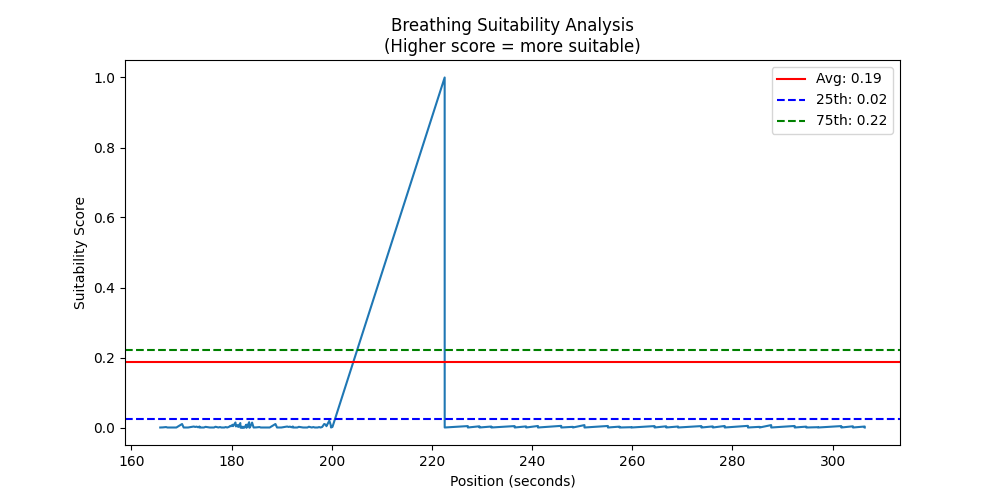 Breathing Suitability Analysis
(Higher score = more suitable)
Avg: 0.19
25th: 0.02
75th: 0.22
Suitability Score
1.0
0.8
0.6
0.4
0.2
0.0
160 180 200 220 240 260 280 300
Position (seconds)